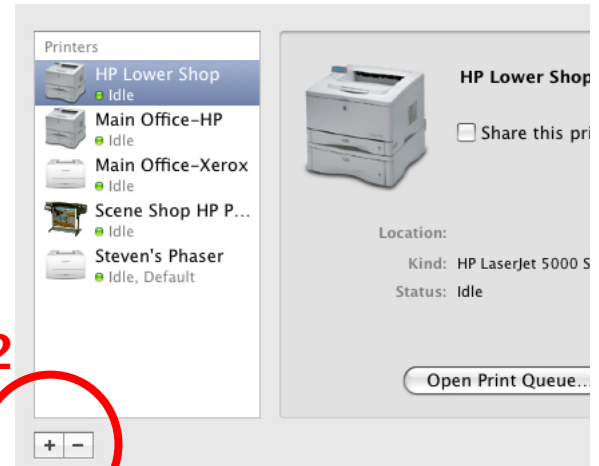 Printers
HP Lower Shop
Idle
Main Office-HP
Idle
Main Office-Xerox
Idle
Scene Shop HP P...
Idle
Steven's Phaser
Idle, Default
2
+ −
HP Lower Shop
Share this pri
Location:
Kind: HP LaserJet 5000 S
Status: Idle
Open Print Queue...